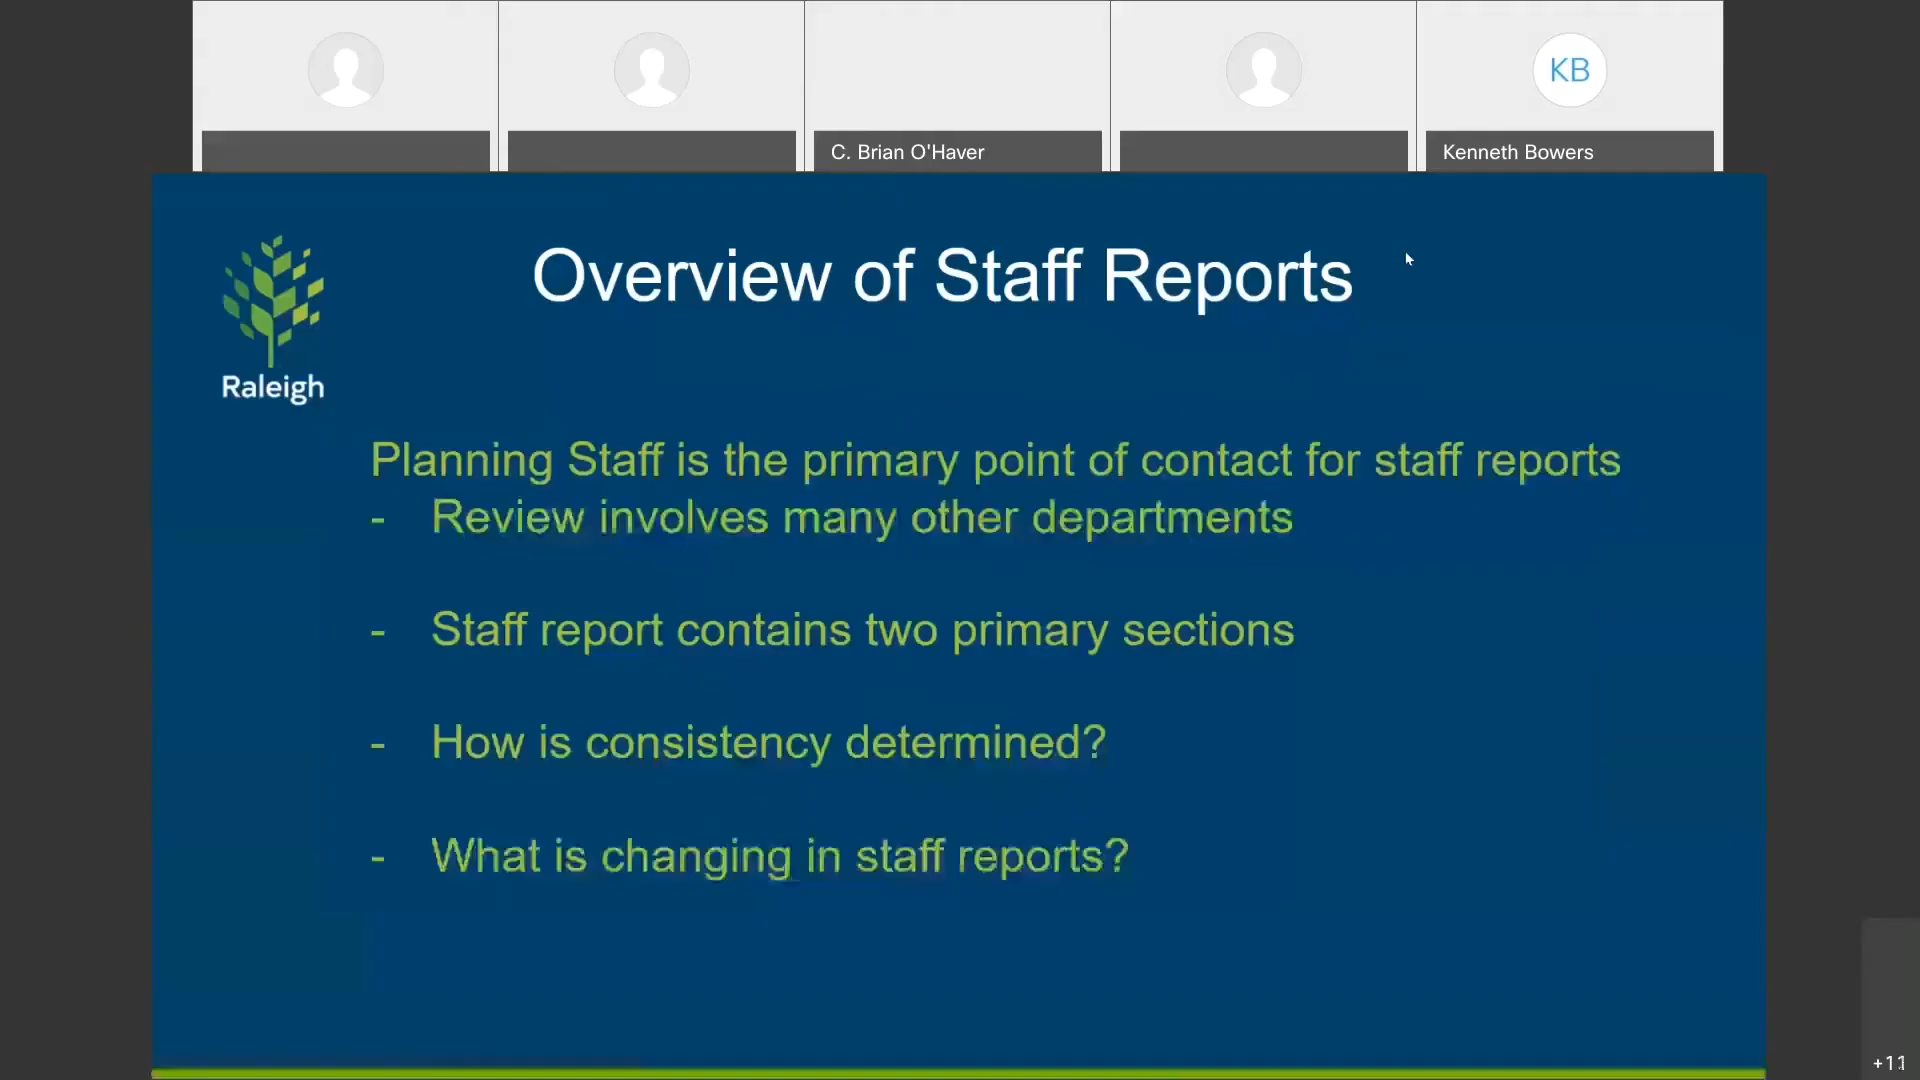 KB
C. Brian O'Haver
Kenneth Bowers
Overview of Staff Reports
Raleigh
Planning Staff is the primary point of contact for staff reports
- Review involves many other departments
- Staff report contains two primary sections
- How is consistency determined?
- What is changing in staff reports?
+11